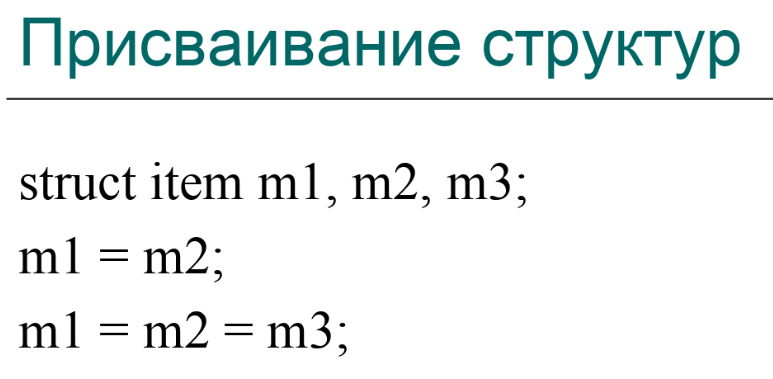 Присваивание структур
struct item m1, m2, m3;
m1 = m2;
m1 = m2 = m3;